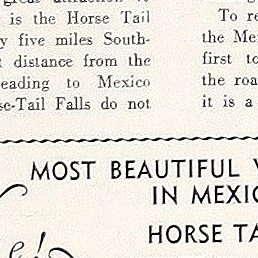 is the Horse Tail
five miles South-
distance from the
eading to Mexico
se-Tail Falls do not
To re
the Me
first to
the roa
it is a
MOST BEAUTIFUL V
IN MEXIC
HORSE TA